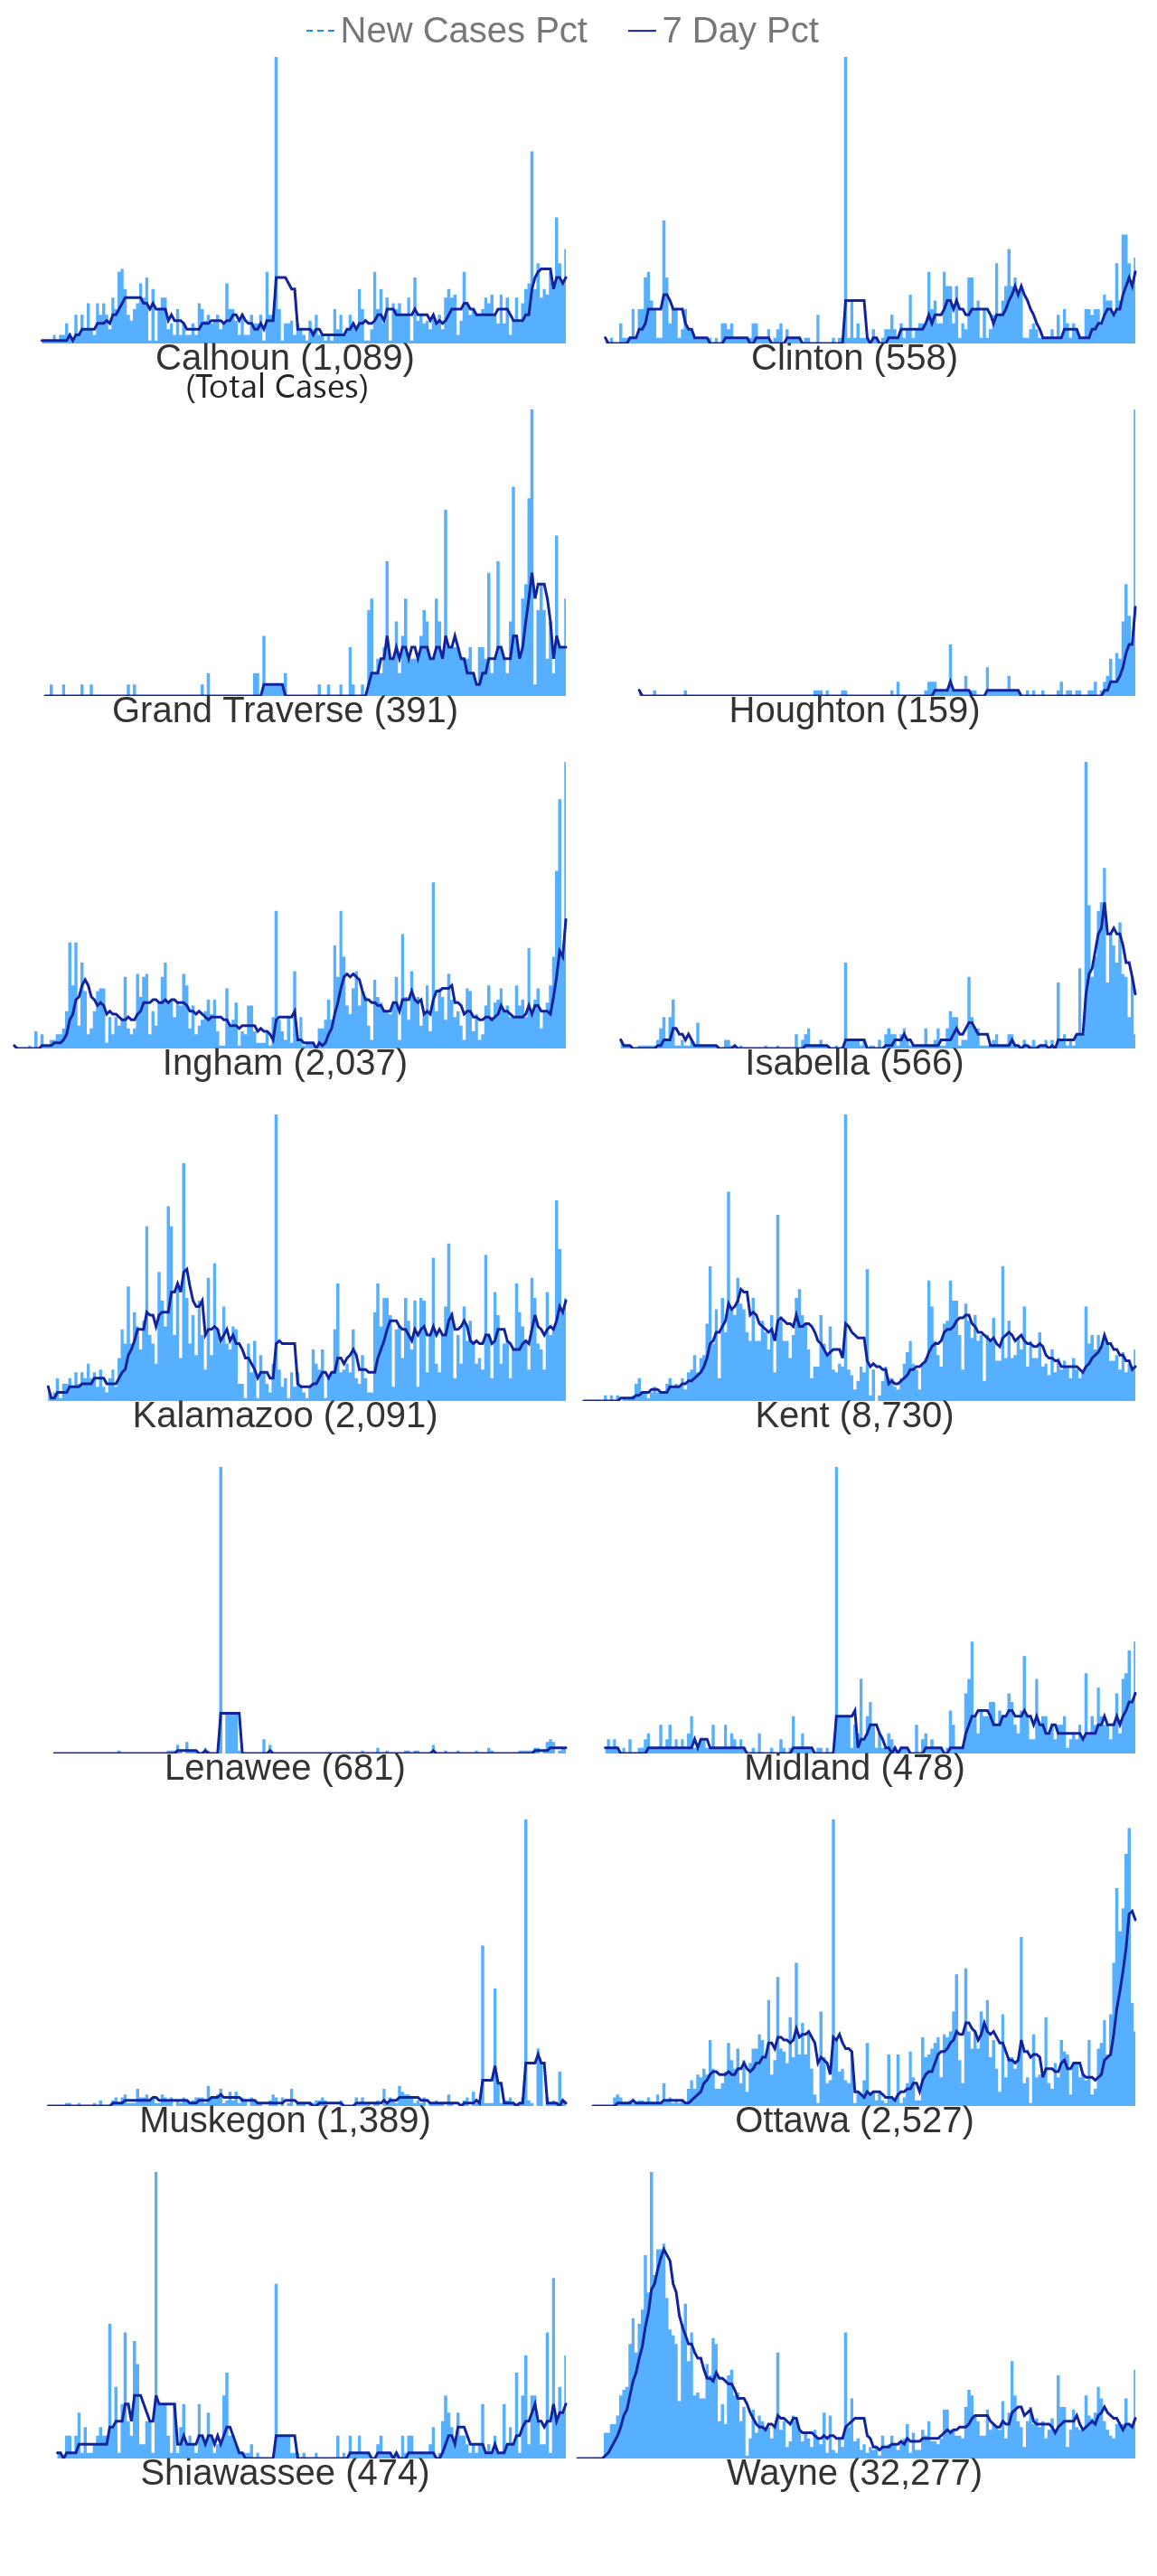 New Cases Pct 7 Day Pct
Calhoun (1,089) Clinton (558)
(Total Cases)
Grand Traverse (391) Houghton (159)
Ingham (2,037) Isabella (566)
Kalamazoo (2,091) Kent (8,730)
Lenawee (681) Midland (478)
Muskegon (1,389) Ottawa (2,527)
Shiawassee (474) Wayne (32,277)